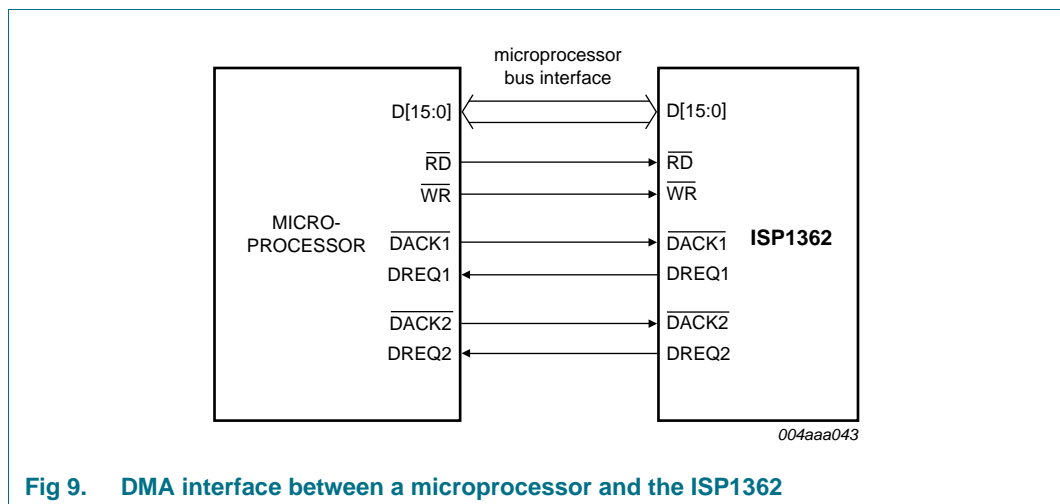 microprocessor
bus interface
D[15:0] D[15:0]
RD RD
WR WR
MICRO-
PROCESSOR
DACK1 DACK1
ISP1362
DREQ1 DREQ1
DACK2 DACK2
DREQ2 DREQ2
004aaa043
Fig 9. DMA interface between a microprocessor and the ISP1362